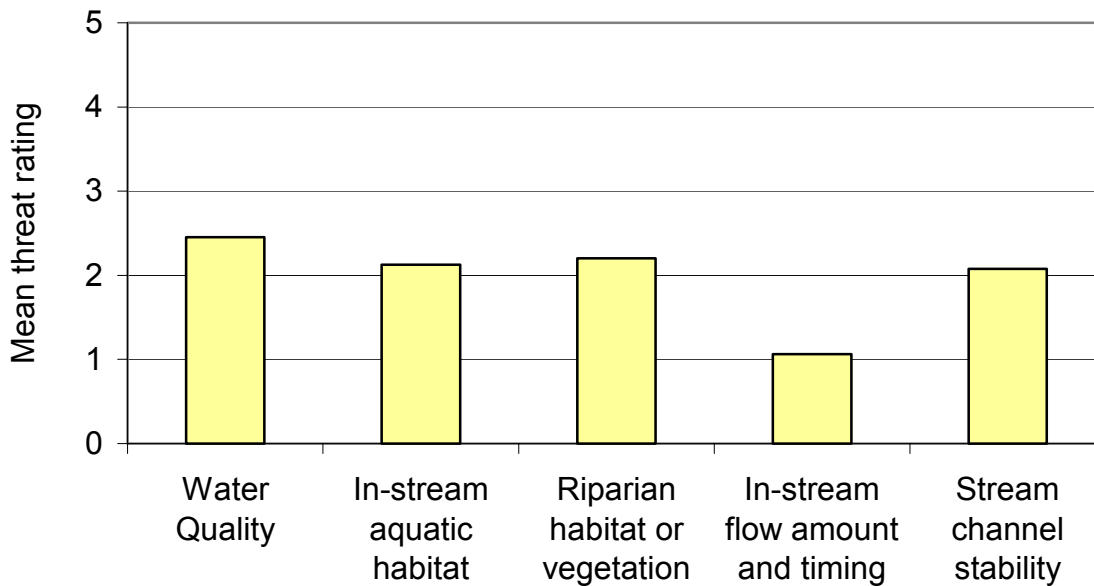 5
4
3
2
1
0
Mean threat rating
Water
Quality
In-stream
aquatic
habitat
Riparian
habitat or
vegetation
In-stream
flow amount
and timing
Stream
channel
stability